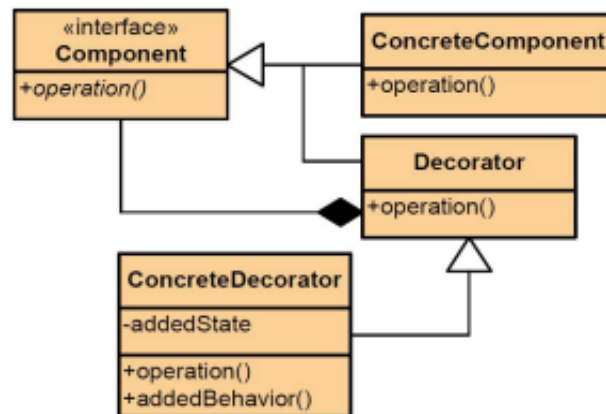 «interface»
Component
+operation()
ConcreteComponent
+operation()
Decorator
+operation()
ConcreteDecorator
-addedState
+operation()
+addedBehavior()